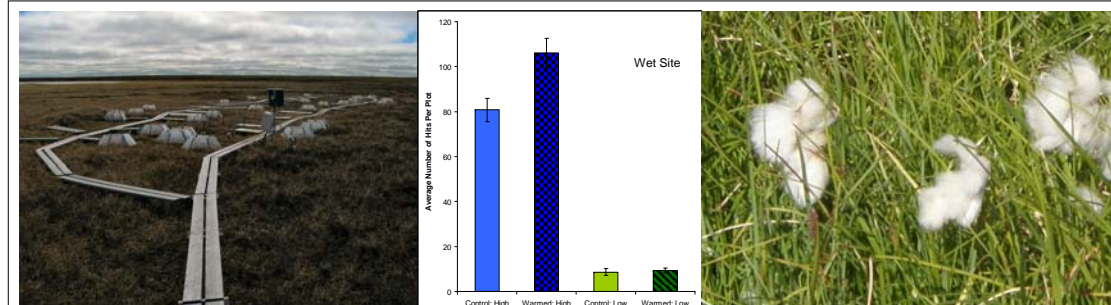 120
100
80
60
40
20
0
Average Number of Hits Per Plot
Wet Site
Control: High Warmed: High Control: Low Warmed: Low